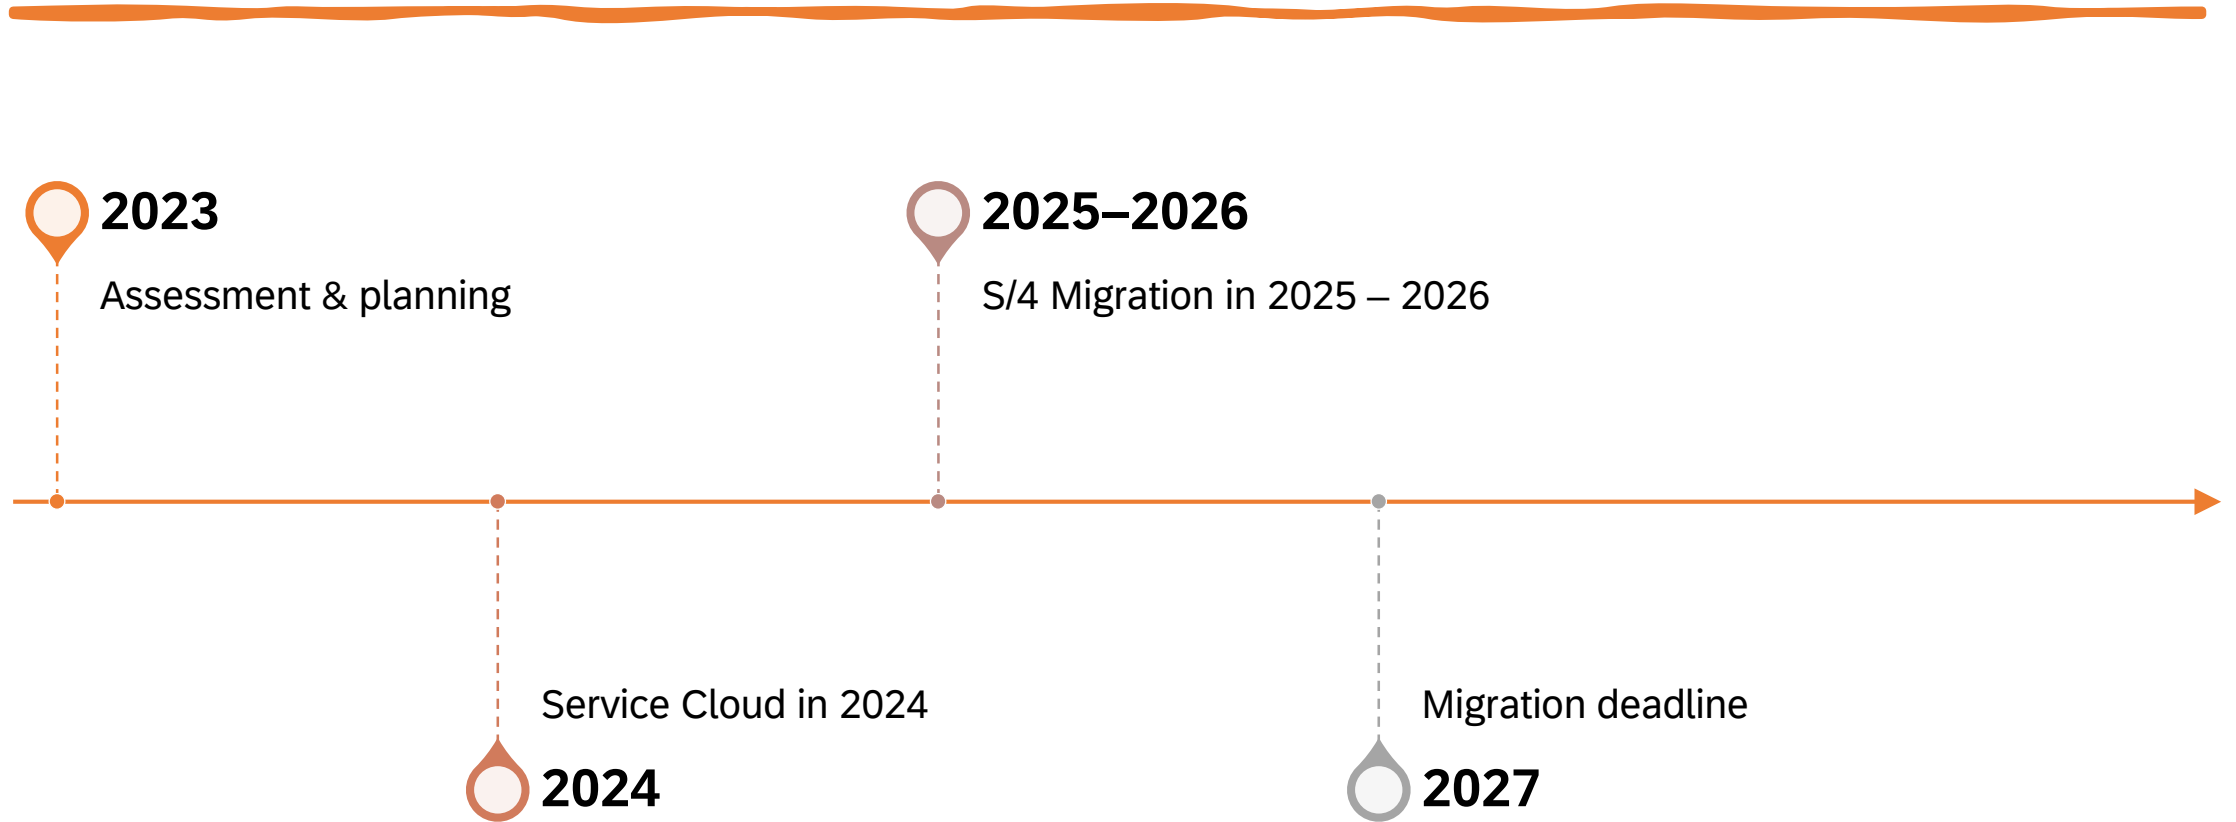 2023
Assessment & planning
Service Cloud in 2024
2024
2025–2026
S/4 Migration in 2025 – 2026
Migration deadline
2027